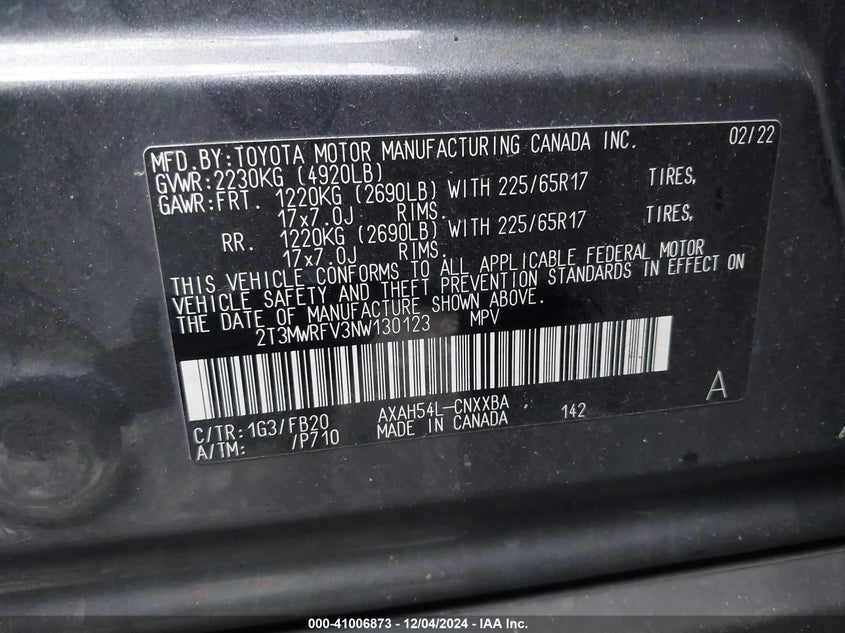 MFD.BY:TOYOTA MOTOR MANUFACTURING CANADA INC. 02/22
GVWR:2230KG (4920LB)
GAWR:FRT. 1220KG (2690LB) WITH 225/65R17 TIRES,
17x7.0J RIMS.
RR. 1220KG (2690LB) WITH 225/65R17 TIRES,
17x7.0J RIMS.
THIS VEHICLE CONFORMS TO ALL APPLICABLE FEDERAL MOTOR
VEHICLE SAFETY AND THEFT PREVENTION STANDARDS IN EFFECT ON
THE DATE OF MANUFACTURE SHOWN ABOVE.
2T3MWRFV3NW130123 MPV
A
C/TR:1G3/FB20 AXAH54L-CNXXBA 142
A/TM: /P710 MADE IN CANADA
000-41006873 - 12/04/2024 - IAA Inc.